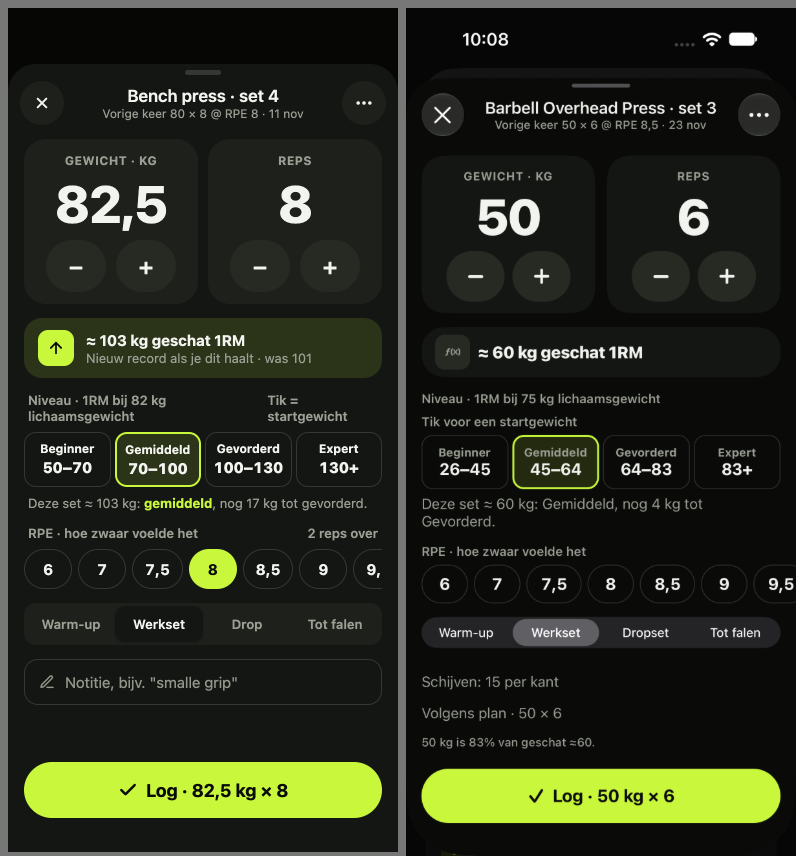 Bench press · set 4
Vorige keer 80 × 8 @ RPE 8 · 11 nov
GEWICHT · KG
REPS
82,5
8
− +
− +
≈ 103 kg geschat 1RM
Nieuw record als je dit haalt · was 101
Niveau · 1RM bij 82 kg lichaamsgewicht
Tik = startgewicht
Beginner
50–70
Gemiddeld
70–100
Gevorderd
100–130
Expert
130+
Deze set ≈ 103 kg: gemiddeld, nog 17 kg tot gevorderd.
RPE · hoe zwaar voelde het
2 reps over
6 7 7,5 8 8,5 9 9,
Warm-up Werkset Drop Tot falen
Notitie, bijv. "smalle grip"
Log · 82,5 kg × 8
10:08
Barbell Overhead Press · set 3
Vorige keer 50 × 6 @ RPE 8,5 · 23 nov
GEWICHT · KG
REPS
50
6
− +
− +
f(x) ≈ 60 kg geschat 1RM
Niveau · 1RM bij 75 kg lichaamsgewicht
Tik voor een startgewicht
Beginner
26–45
Gemiddeld
45–64
Gevorderd
64–83
Expert
83+
Deze set ≈ 60 kg: Gemiddeld, nog 4 kg tot
Gevorderd.
RPE · hoe zwaar voelde het
6 7 7,5 8 8,5 9 9,5
Warm-up Werkset Dropset Tot falen
Schijven: 15 per kant
Volgens plan · 50 × 6
50 kg is 83% van geschat ≈60.
Log · 50 kg × 6